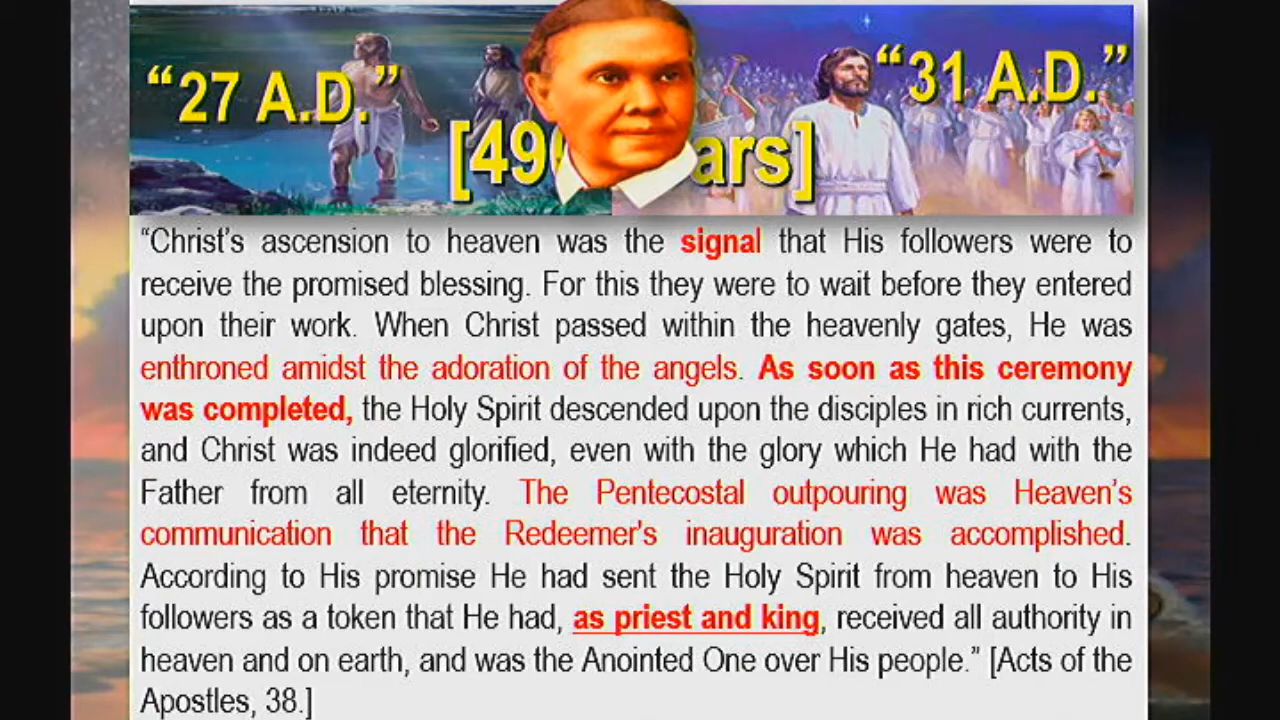 “27 A.D.”
“31 A.D.”
[49 ars]
“Christ’s ascension to heaven was the signal that His followers were to
receive the promised blessing. For this they were to wait before they entered
upon their work. When Christ passed within the heavenly gates, He was
enthroned amidst the adoration of the angels. As soon as this ceremony
was completed, the Holy Spirit descended upon the disciples in rich currents,
and Christ was indeed glorified, even with the glory which He had with the
Father from all eternity. The Pentecostal outpouring was Heaven’s
communication that the Redeemer's inauguration was accomplished.
According to His promise He had sent the Holy Spirit from heaven to His
followers as a token that He had, as priest and king, received all authority in
heaven and on earth, and was the Anointed One over His people.” [Acts of the
Apostles, 38.]